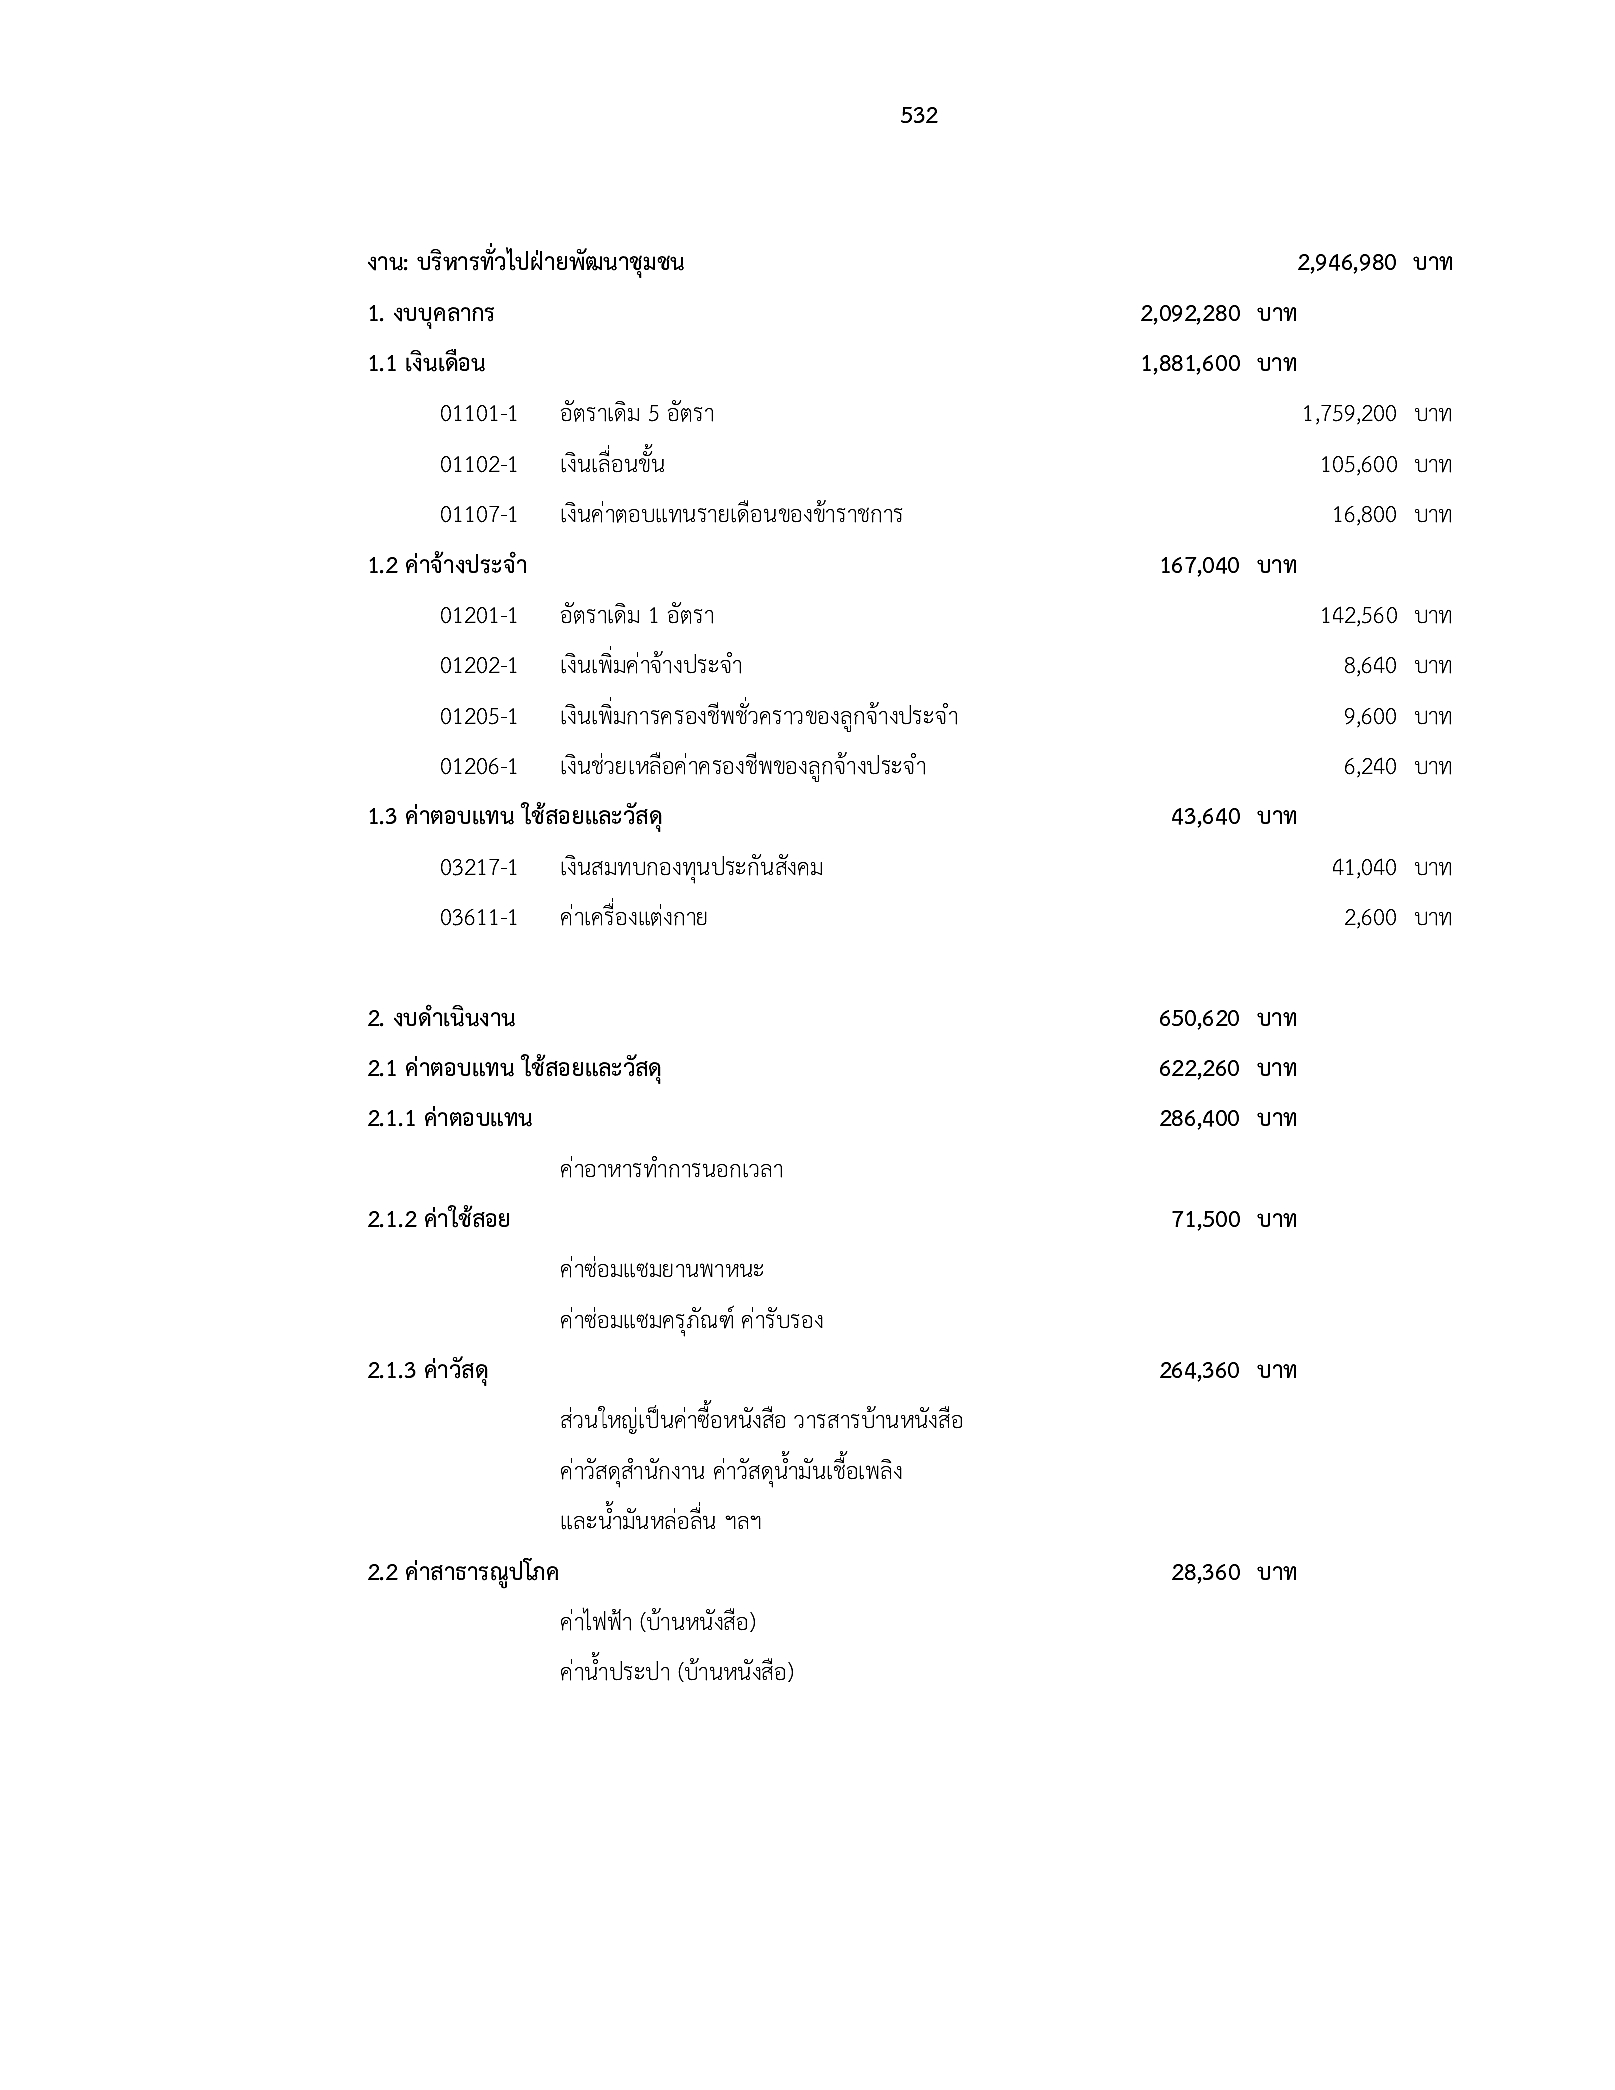 532
งาน: บริหารทั่วไปฝ่ายพัฒนาชุมชน 2,946,980 บาท
1. งบบุคลากร 2,092,280 บาท
1.1 เงินเดือน 1,881,600 บาท
01101-1 อัตราเดิม 5 อัตรา 1,759,200 บาท
01102-1 เงินเลื่อนขั้น 105,600 บาท
01107-1 เงินค่าตอบแทนรายเดือนของข้าราชการ 16,800 บาท
1.2 ค่าจ้างประจำ 167,040 บาท
01201-1 อัตราเดิม 1 อัตรา 142,560 บาท
01202-1 เงินเพิ่มค่าจ้างประจำ 8,640 บาท
01205-1 เงินเพิ่มการครองชีพชั่วคราวของลูกจ้างประจำ 9,600 บาท
01206-1 เงินช่วยเหลือค่าครองชีพของลูกจ้างประจำ 6,240 บาท
1.3 ค่าตอบแทน ใช้สอยและวัสดุ 43,640 บาท
03217-1 เงินสมทบกองทุนประกันสังคม 41,040 บาท
03611-1 ค่าเครื่องแต่งกาย 2,600 บาท
2. งบดำเนินงาน 650,620 บาท
2.1 ค่าตอบแทน ใช้สอยและวัสดุ 622,260 บาท
2.1.1 ค่าตอบแทน 286,400 บาท
ค่าอาหารทำการนอกเวลา
2.1.2 ค่าใช้สอย 71,500 บาท
ค่าซ่อมแซมยานพาหนะ
ค่าซ่อมแซมครุภัณฑ์ ค่ารับรอง
2.1.3 ค่าวัสดุ 264,360 บาท
ส่วนใหญ่เป็นค่าซื้อหนังสือ วารสารบ้านหนังสือ
ค่าวัสดุสำนักงาน ค่าวัสดุน้ำมันเชื้อเพลิง
และน้ำมันหล่อลื่น ฯลฯ
2.2 ค่าสาธารณูปโภค 28,360 บาท
ค่าไฟฟ้า (บ้านหนังสือ)
ค่าน้ำประปา (บ้านหนังสือ)